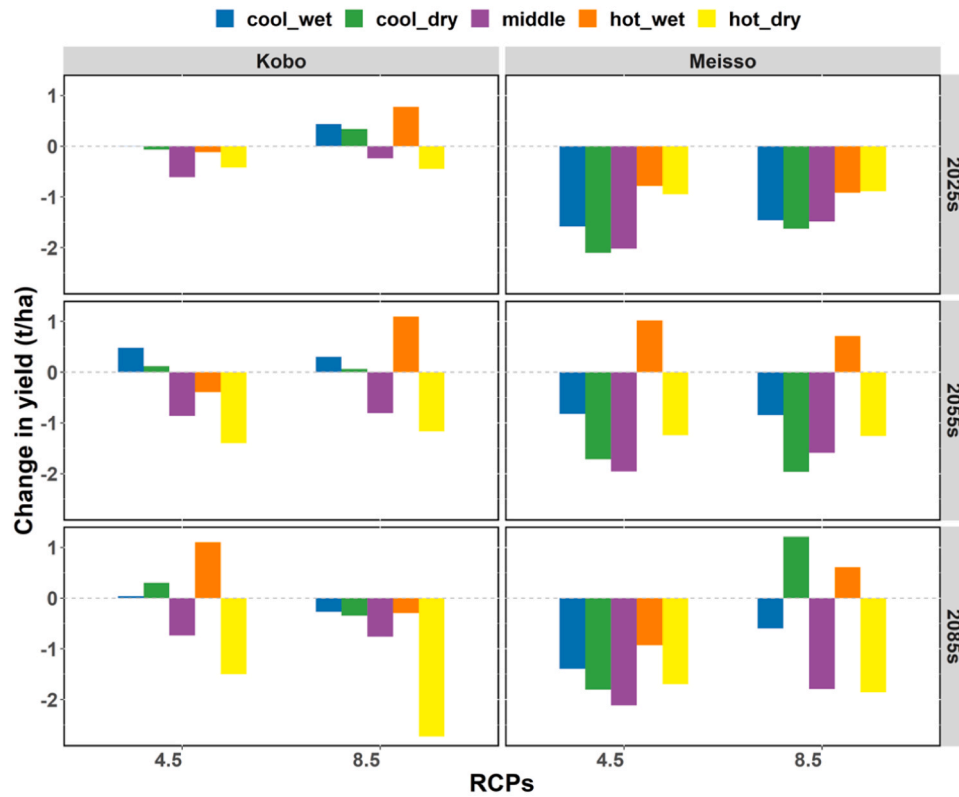 cool_wet cool_dry middle hot_wet hot_dry
Kobo Meisso
1
0
-1
-2
2025s
1
0
-1
-2
2055s
1
0
-1
-2
2085s
Change in yield (t/ha)
4.5 8.5 4.5 8.5
RCPs